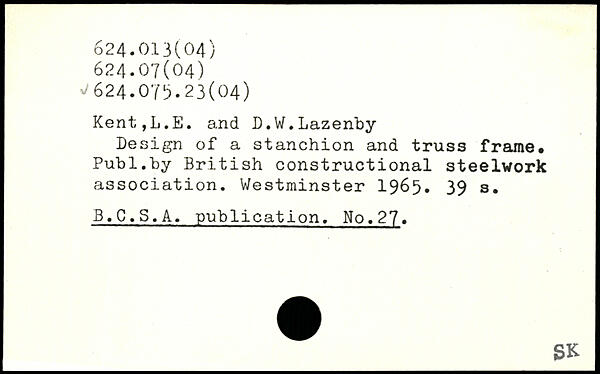 624.013(04)
624.07(04)
✓624.075.23(04)
Kent,L.E. and D.W.Lazenby
Design of a stanchion and truss frame.
Publ.by British constructional steelwork
association. Westminster 1965. 39 s.
B.C.S.A. publication. No.27.
SK